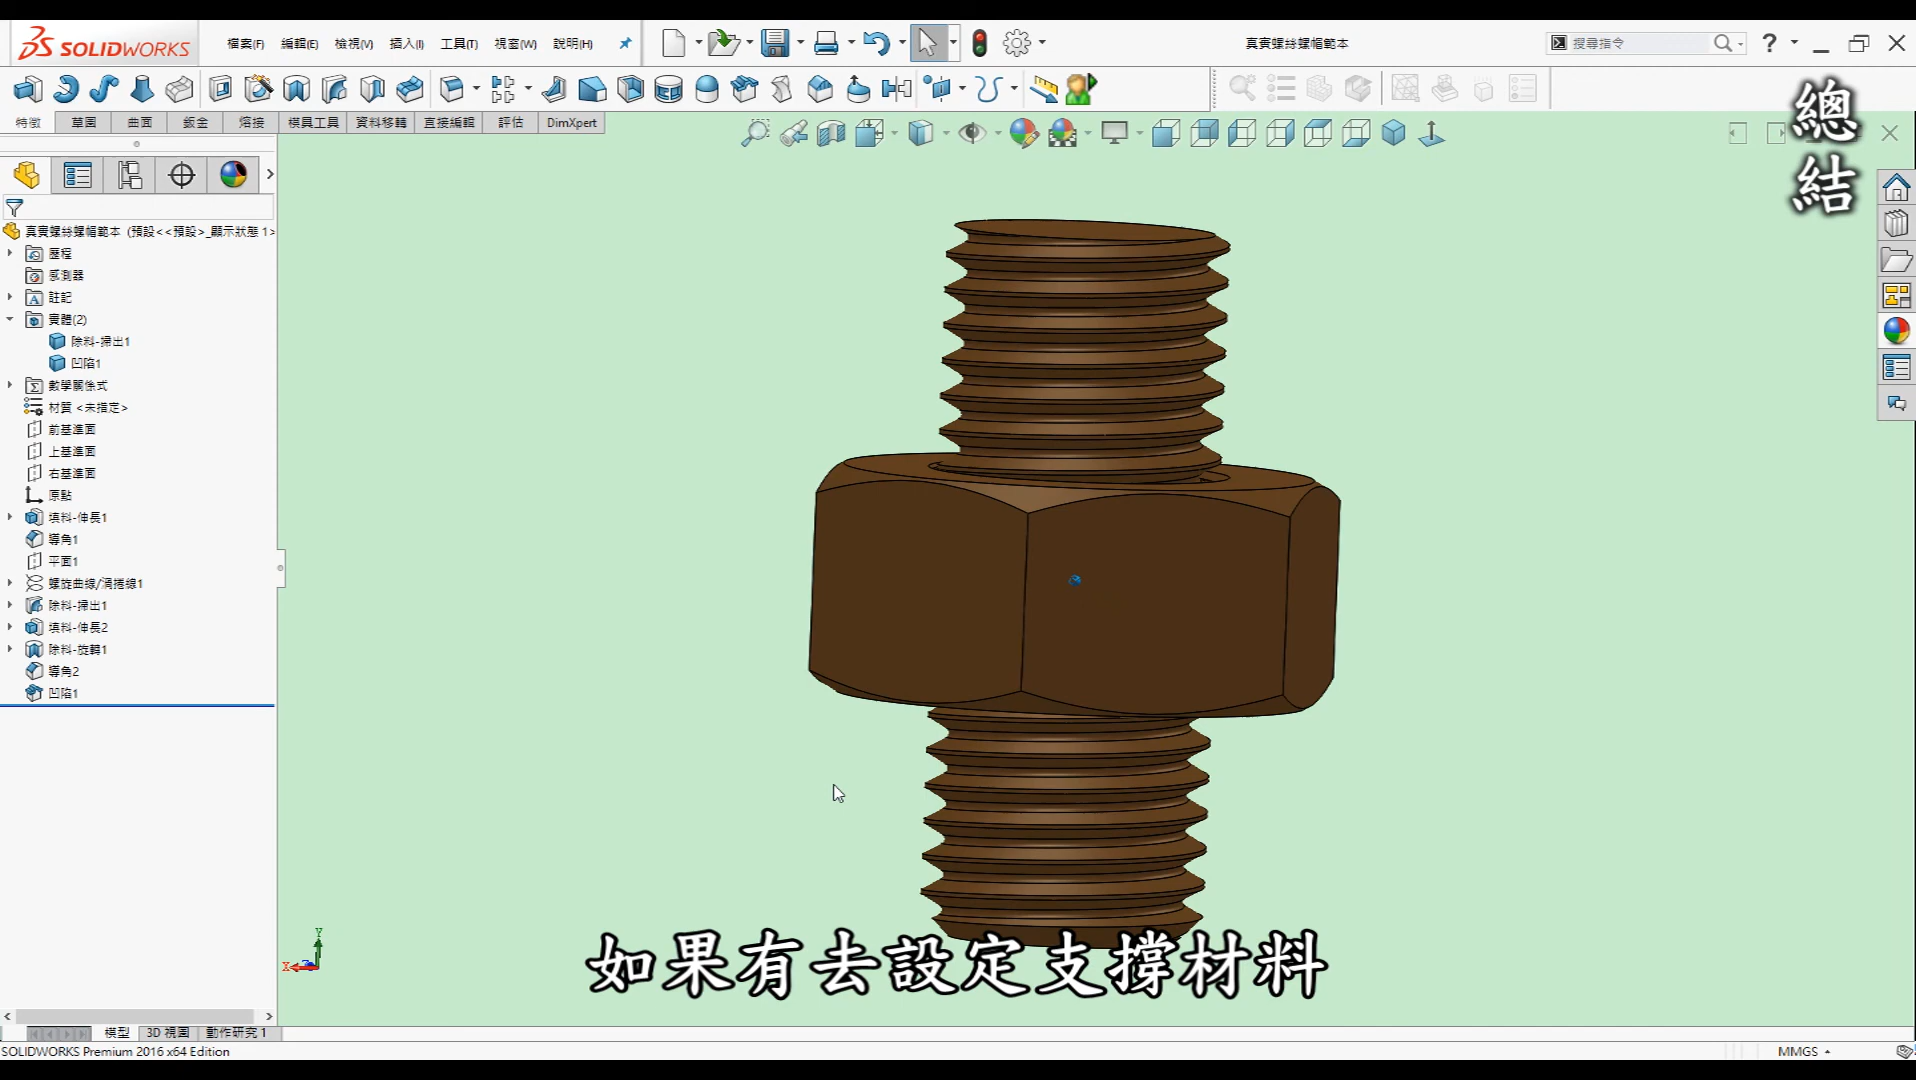 SOLIDWORKS 檔案(F) 編輯(E) 檢視(V) 插入(I) 工具(T) 視窗(W) 說明(H) 真實螺絲螺帽範本 搜尋指令
特徵 草圖 曲面 鈑金 熔接 模具工具 資料移轉 直接編輯 評估 DimXpert
總結
真實螺絲螺帽範本 (預設<<預設>_顯示狀態 1>
歷程
感測器
註記
實體(2)
除料-掃出1
凹陷1
數學關係式
材質 <未指定>
前基準面
上基準面
右基準面
原點
填料-伸長1
導角1
平面1
螺旋曲線/渦捲線1
除料-掃出1
填料-伸長2
除料-旋轉1
導角2
凹陷1
Y
X
如果有去設定支撐材料
模型 3D 視圖 動作研究 1
SOLIDWORKS Premium 2016 x64 Edition MMGS